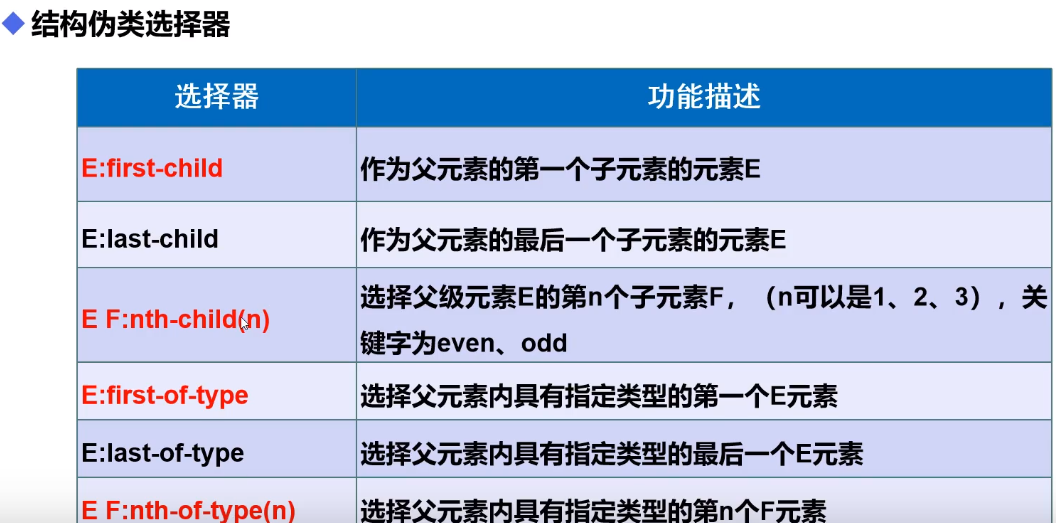 结构伪类选择器
选择器 功能描述
E:first-child 作为父元素的第一个子元素的元素E
E:last-child 作为父元素的最后一个子元素的元素E
E F:nth-child(n) 选择父级元素E的第n个子元素F，（n可以是1、2、3），关
键字为even、odd
E:first-of-type 选择父元素内具有指定类型的第一个E元素
E:last-of-type 选择父元素内具有指定类型的最后一个E元素
E F:nth-of-type(n) 选择父元素内具有指定类型的第n个F元素